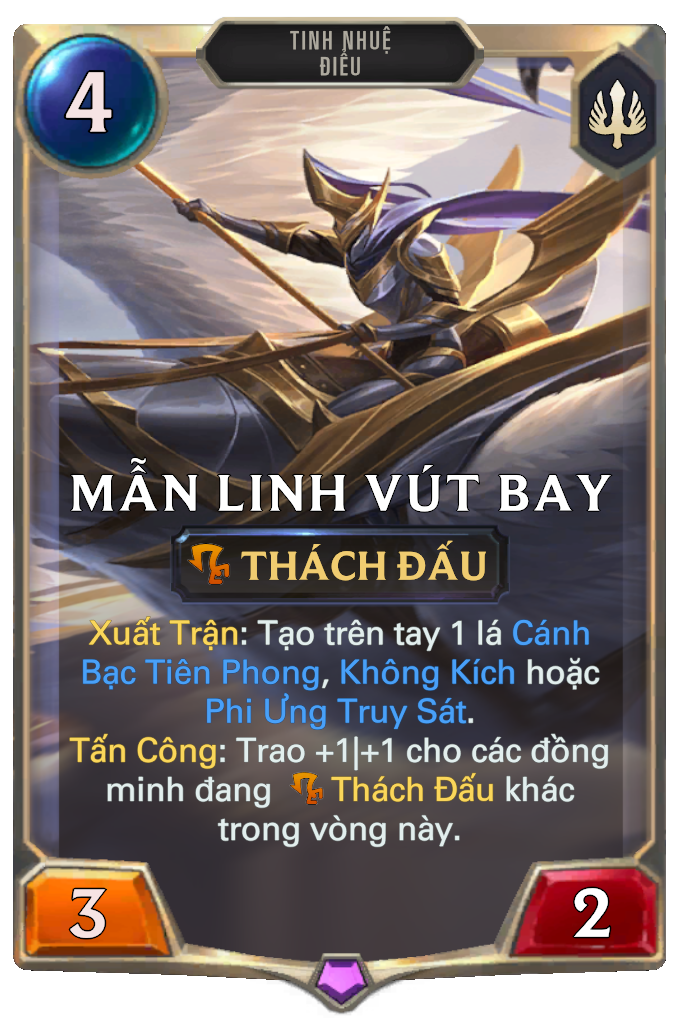 TINH NHUỆ
ĐIỂU
4
MẪN LINH VÚT BAY
THÁCH ĐẤU
Xuất Trận: Tạo trên tay 1 lá Cánh
Bạc Tiên Phong, Không Kích hoặc
Phi Ưng Truy Sát.
Tấn Công: Trao +1|+1 cho các đồng
minh đang Thách Đấu khác
trong vòng này.
3
2